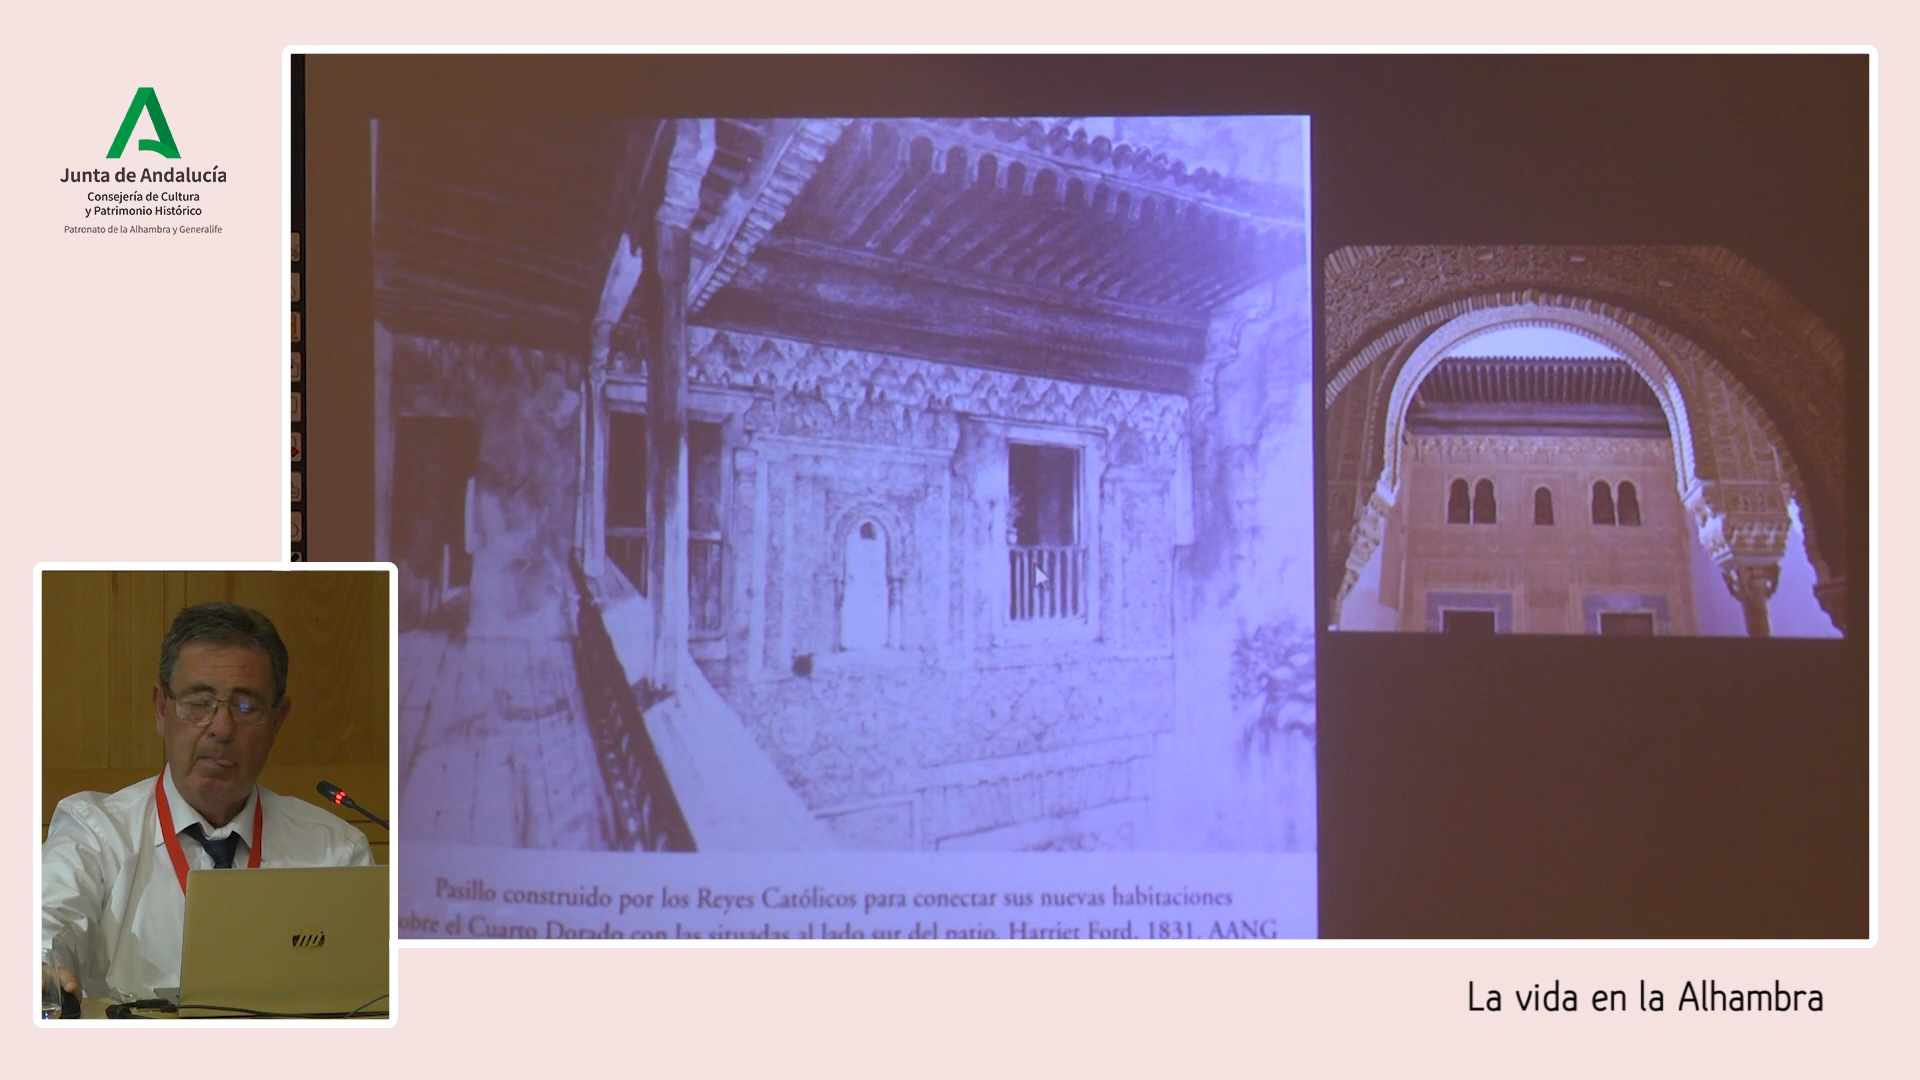 Junta de Andalucía
Consejería de Cultura
y Patrimonio Histórico
Patronato de la Alhambra y Generalife
Pasillo construido por los Reyes Católicos para conectar sus nuevas habitaciones
obre el Cuarto Dorado con las situadas al lado sur del patio. Harriet Ford, 1831. AANG
hp
La vida en la Alhambra